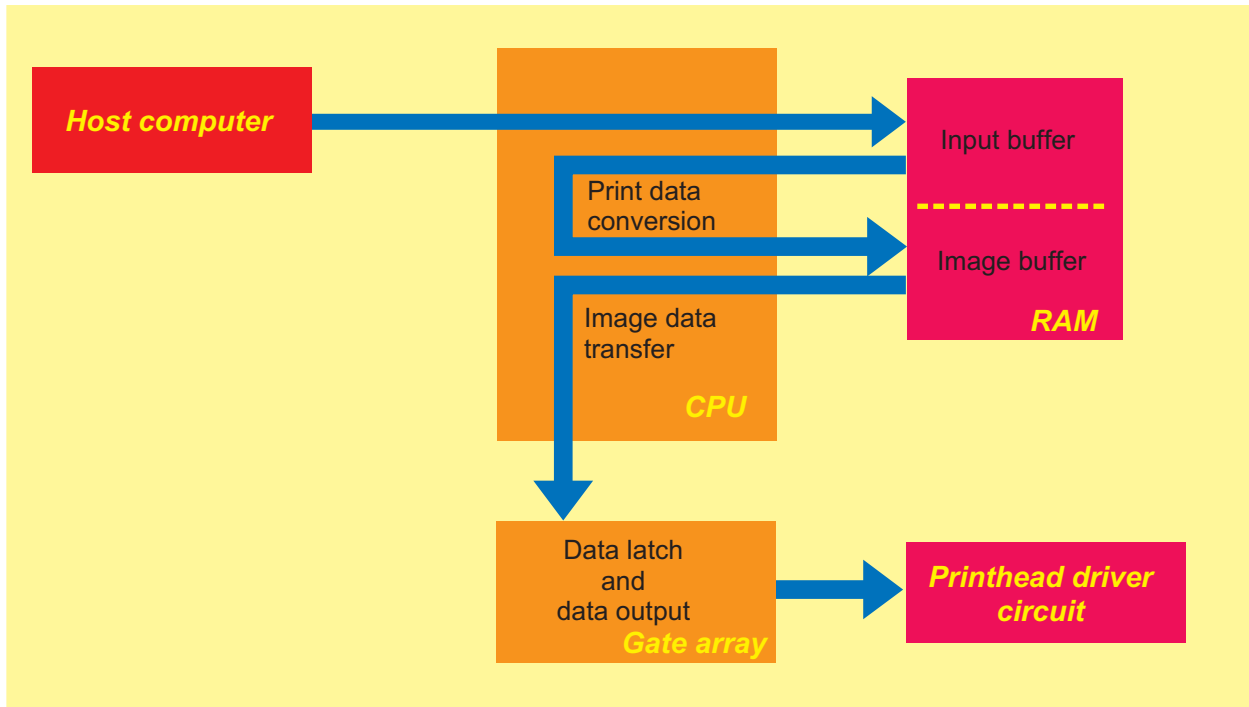 Host computer
Input buffer
Print data
conversion
Image buffer
RAM
Image data
transfer
CPU
Data latch
and
data output
Gate array
Printhead driver
circuit